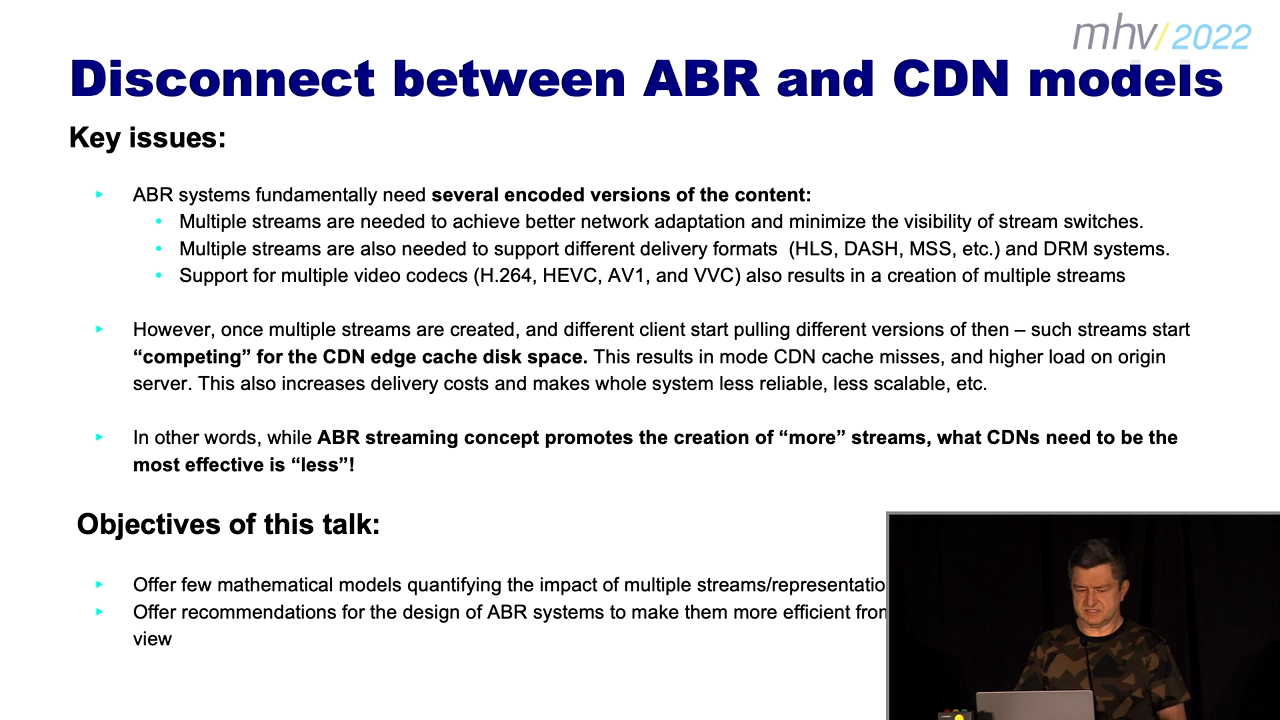 mhv/2022
Disconnect between ABR and CDN models
Key issues:
ABR systems fundamentally need several encoded versions of the content:
Multiple streams are needed to achieve better network adaptation and minimize the visibility of stream switches.
Multiple streams are also needed to support different delivery formats (HLS, DASH, MSS, etc.) and DRM systems.
Support for multiple video codecs (H.264, HEVC, AV1, and VVC) also results in a creation of multiple streams
However, once multiple streams are created, and different client start pulling different versions of then – such streams start
“competing” for the CDN edge cache disk space. This results in mode CDN cache misses, and higher load on origin
server. This also increases delivery costs and makes whole system less reliable, less scalable, etc.
In other words, while ABR streaming concept promotes the creation of “more” streams, what CDNs need to be the
most effective is “less”!
Objectives of this talk:
Offer few mathematical models quantifying the impact of multiple streams/representatio
Offer recommendations for the design of ABR systems to make them more efficient from
view